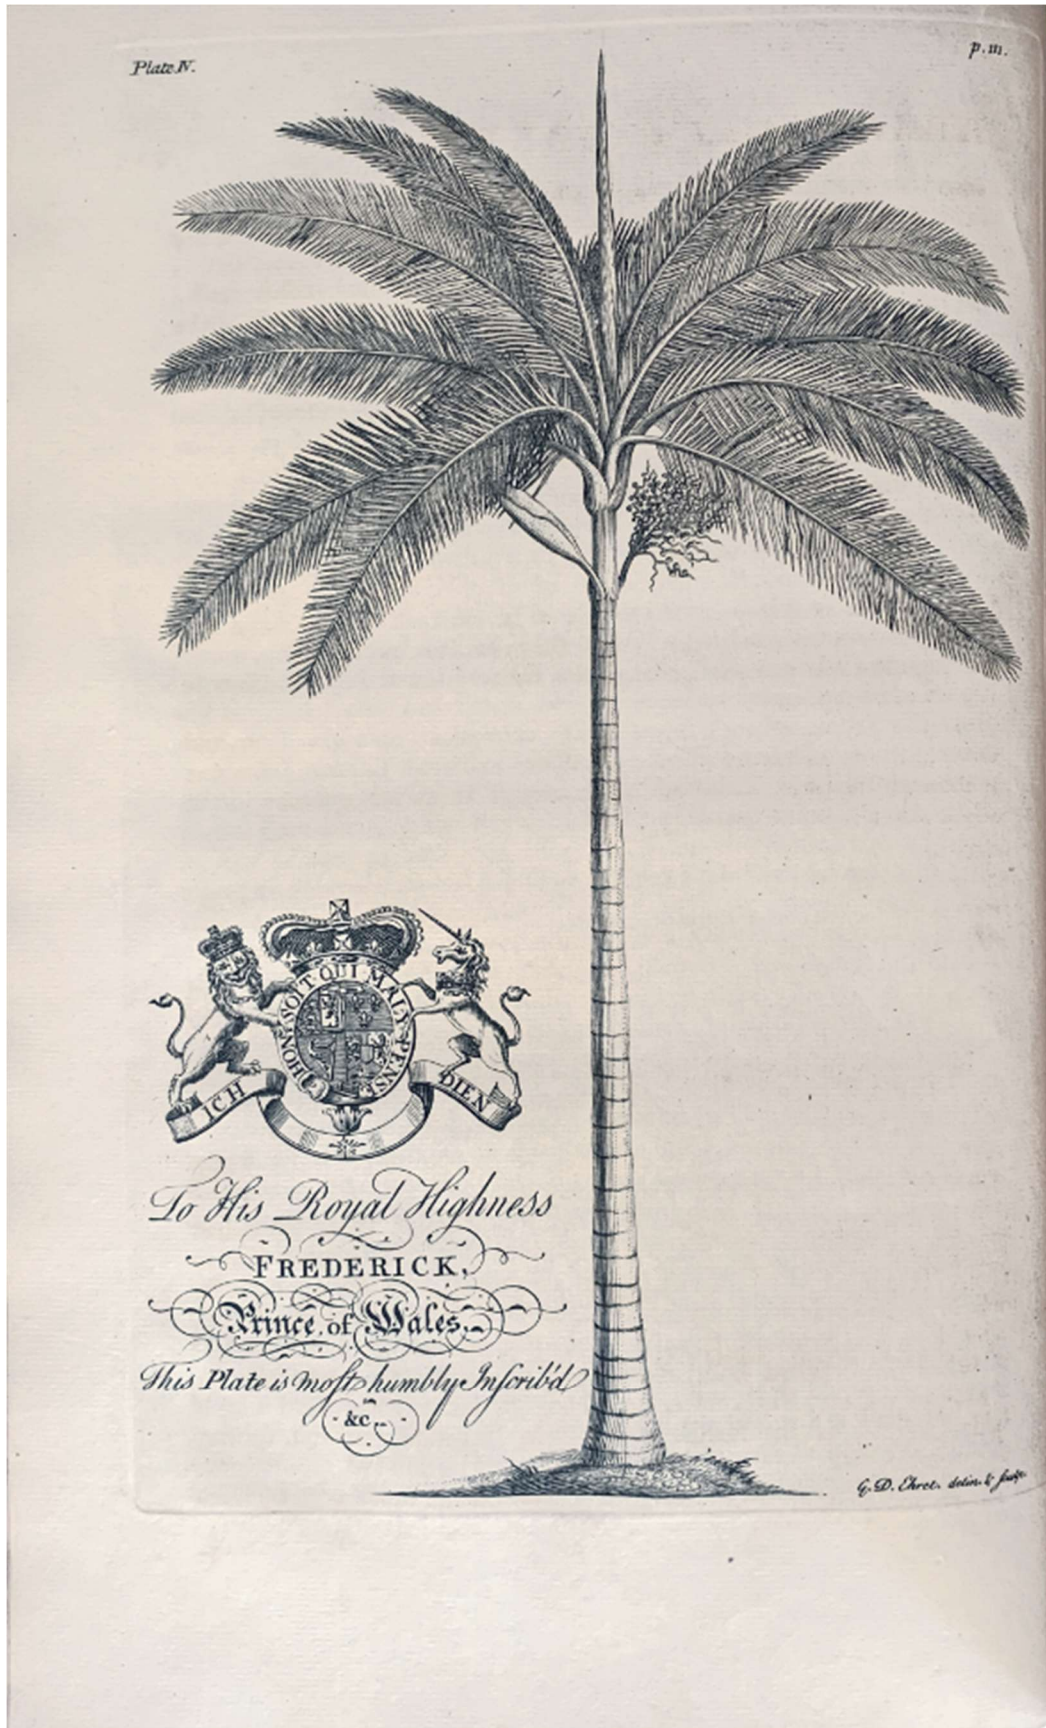 Plate IV.
p. 111.
HONI SOIT QUI MAL Y PENSE
ICH DIEN
To His Royal Highness
FREDERICK,
Prince of Wales,
This Plate is most humbly Inscrib'd
&c.
G. D. Ehret. delin. & sculp.